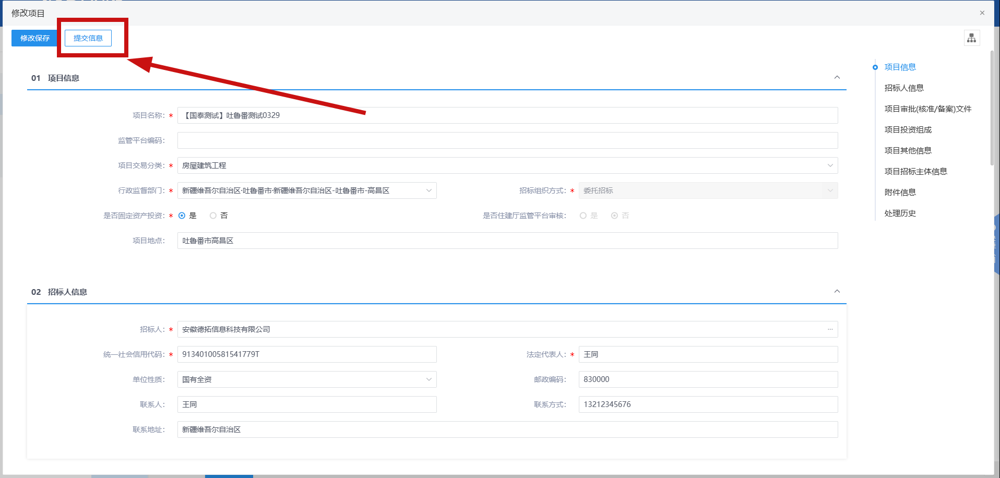 修改项目
修改保存 提交信息
01 项目信息
项目名称： * 【国泰测试】吐鲁番测试0329
监管平台编码：
项目交易分类： * 房屋建筑工程
行政监督部门： * 新疆维吾尔自治区·吐鲁番市·新疆维吾尔自治区-吐鲁番市-高昌区 招标组织方式： * 委托招标
是否固定资产投资： * 是 否 是否住建厅监管平台审核： 是 否
项目地点： 吐鲁番市高昌区
02 招标人信息
招标人： * 安徽德拓信息科技有限公司 ...
统一社会信用代码： * 91340100581541779T 法定代表人： * 王同
单位性质： 国有全资 邮政编码： 830000
联系人： 王同 联系方式： 13212345676
联系地址： 新疆维吾尔自治区
项目信息
招标人信息
项目审批(核准/备案)文件
项目投资组成
项目其他信息
项目招标主体信息
附件信息
处理历史